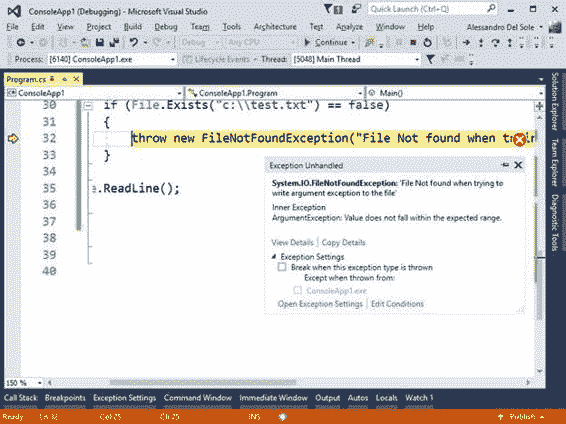 ConsoleApp1 (Debugging) - Microsoft Visual Studio
Quick Launch (Ctrl+Q)
File Edit View Project Build Debug Team Tools Test Analyze Window Help Alessandro Del Sole
Debug Any CPU Continue
Process: [6140] ConsoleApp1.exe Lifecycle Events Thread: [5048] Main Thread
Program.cs
ConsoleApp1 ConsoleApp1.Program Main()
30 if (File.Exists("c:\\test.txt") == false)
31 {
32 throw new FileNotFoundException("File Not found when t
33 }
34
35 e.ReadLine();
36
37
38
39
40
Exception Unhandled
System.IO.FileNotFoundException: 'File Not found when trying to
write argument exception to the file'
Inner Exception
ArgumentException: Value does not fall within the expected range.
View Details | Copy Details
Exception Settings
Break when this exception type is thrown
Except when thrown from:
ConsoleApp1.exe
Open Exception Settings | Edit Conditions
Solution Explorer
Team Explorer
Diagnostic Tools
150 %
Call Stack Breakpoints Exception Settings Command Window Immediate Window Output Autos Locals Watch 1
Ready Ln 32 INS Publish